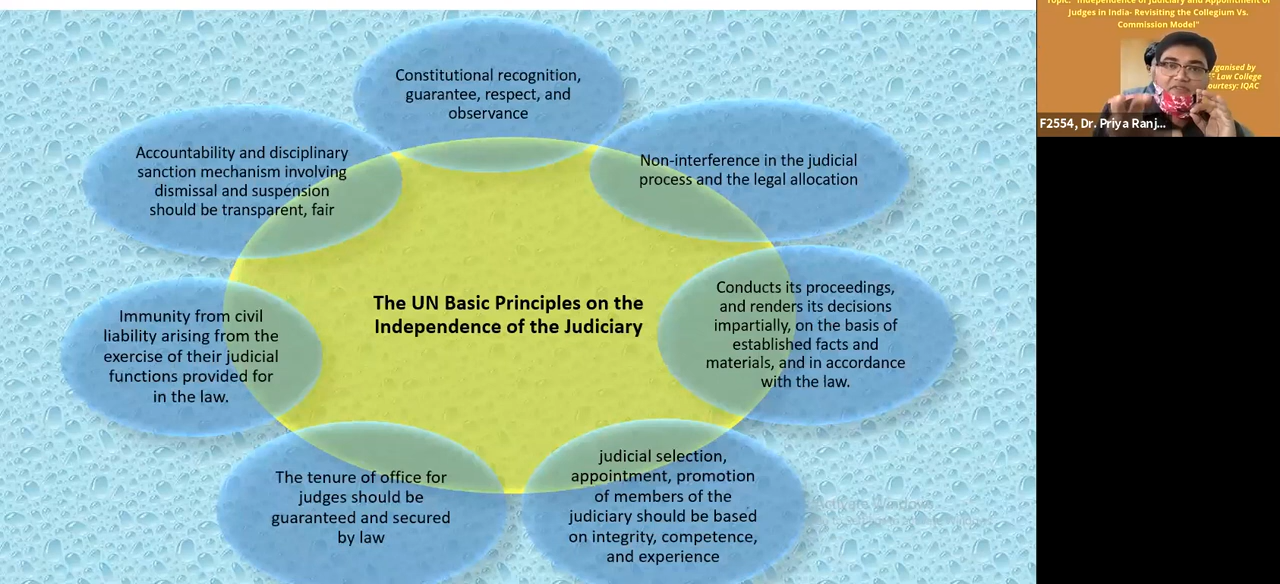 Constitutional recognition,
guarantee, respect, and
observance
Non-interference in the judicial
process and the legal allocation
Conducts its proceedings,
and renders its decisions
impartially, on the basis of
established facts and
materials, and in accordance
with the law.
judicial selection,
appointment, promotion
of members of the
judiciary should be based
on integrity, competence,
and experience
The tenure of office for
judges should be
guaranteed and secured
by law
Immunity from civil
liability arising from the
exercise of their judicial
functions provided for
in the law.
Accountability and disciplinary
sanction mechanism involving
dismissal and suspension
should be transparent, fair
The UN Basic Principles on the
Independence of the Judiciary
Activate Windows
Topic: "Independence of Judiciary and Appointment of
Judges in India- Revisiting the Collegium Vs.
Commission Model"
rganised by
Law College
ourtesy: IQAC
F2554, Dr. Priya Ranj...